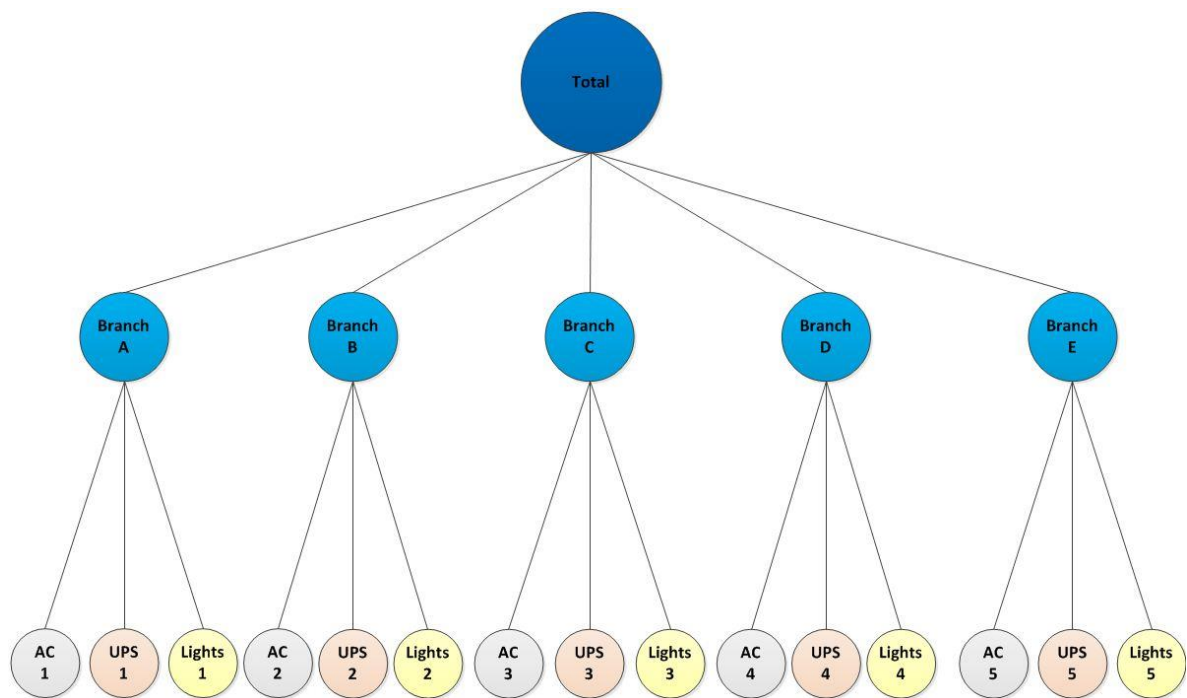 Total
Branch
A
Branch
B
Branch
C
Branch
D
Branch
E
AC
1
UPS
1
Lights
1
AC
2
UPS
2
Lights
2
AC
3
UPS
3
Lights
3
AC
4
UPS
4
Lights
4
AC
5
UPS
5
Lights
5